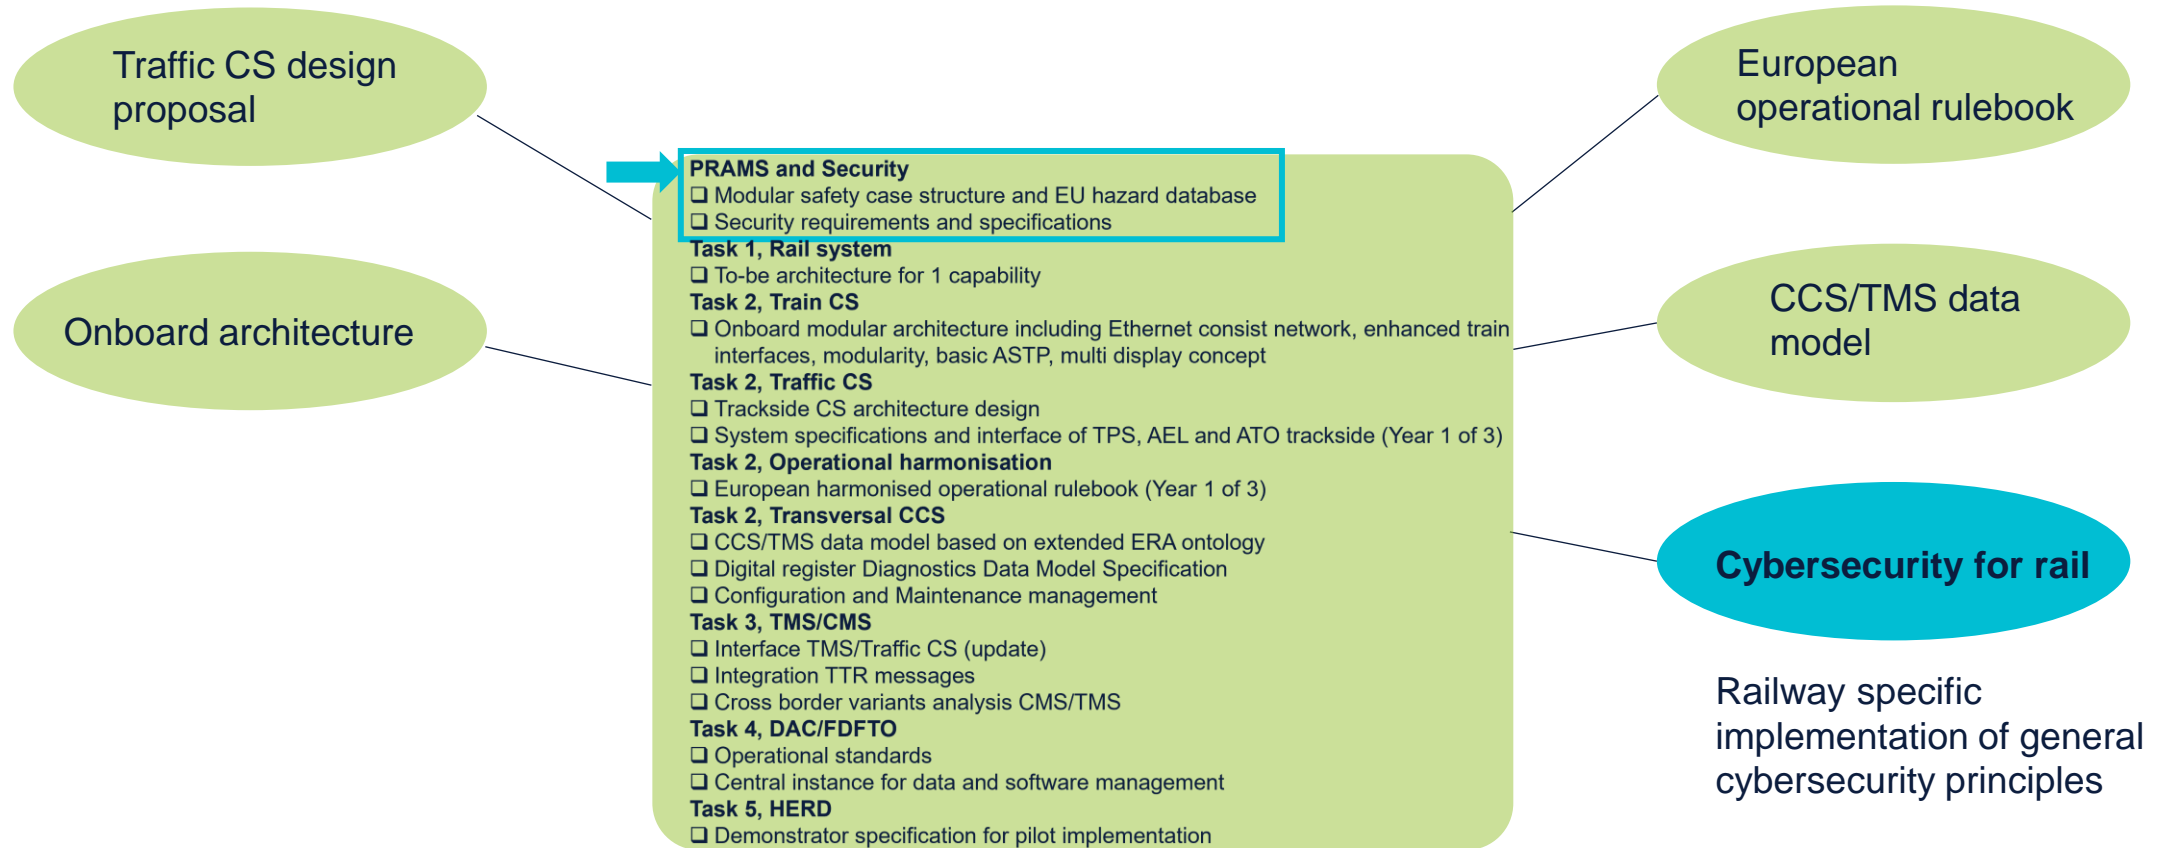 Traffic CS design
proposal
Onboard architecture
PRAMS and Security
❑ Modular safety case structure and EU hazard database
❑ Security requirements and specifications
Task 1, Rail system
❑ To-be architecture for 1 capability
Task 2, Train CS
❑ Onboard modular architecture including Ethernet consist network, enhanced train
interfaces, modularity, basic ASTP, multi display concept
Task 2, Traffic CS
❑ Trackside CS architecture design
❑ System specifications and interface of TPS, AEL and ATO trackside (Year 1 of 3)
Task 2, Operational harmonisation
❑ European harmonised operational rulebook (Year 1 of 3)
Task 2, Transversal CCS
❑ CCS/TMS data model based on extended ERA ontology
❑ Digital register Diagnostics Data Model Specification
❑ Configuration and Maintenance management
Task 3, TMS/CMS
❑ Interface TMS/Traffic CS (update)
❑ Integration TTR messages
❑ Cross border variants analysis CMS/TMS
Task 4, DAC/FDFTO
❑ Operational standards
❑ Central instance for data and software management
Task 5, HERD
❑ Demonstrator specification for pilot implementation
European
operational rulebook
CCS/TMS data
model
Cybersecurity for rail
Railway specific
implementation of general
cybersecurity principles